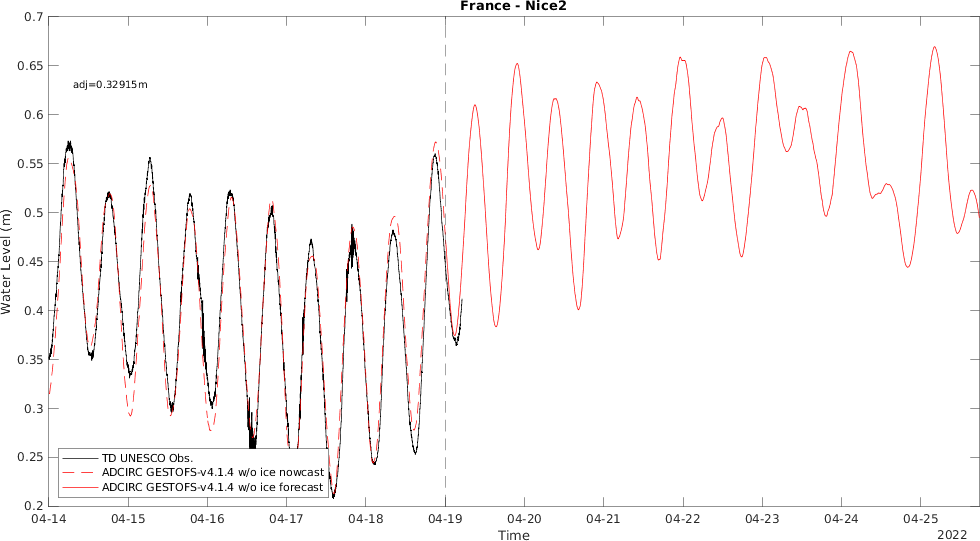 France - Nice2
0.7
0.65
0.6
0.55
0.5
0.45
0.4
0.35
0.3
0.25
0.2
Water Level (m)
adj=0.32915m
TD UNESCO Obs.
ADCIRC GESTOFS-v4.1.4 w/o ice nowcast
ADCIRC GESTOFS-v4.1.4 w/o ice forecast
04-14 04-15 04-16 04-17 04-18 04-19 04-20 04-21 04-22 04-23 04-24 04-25
Time
2022